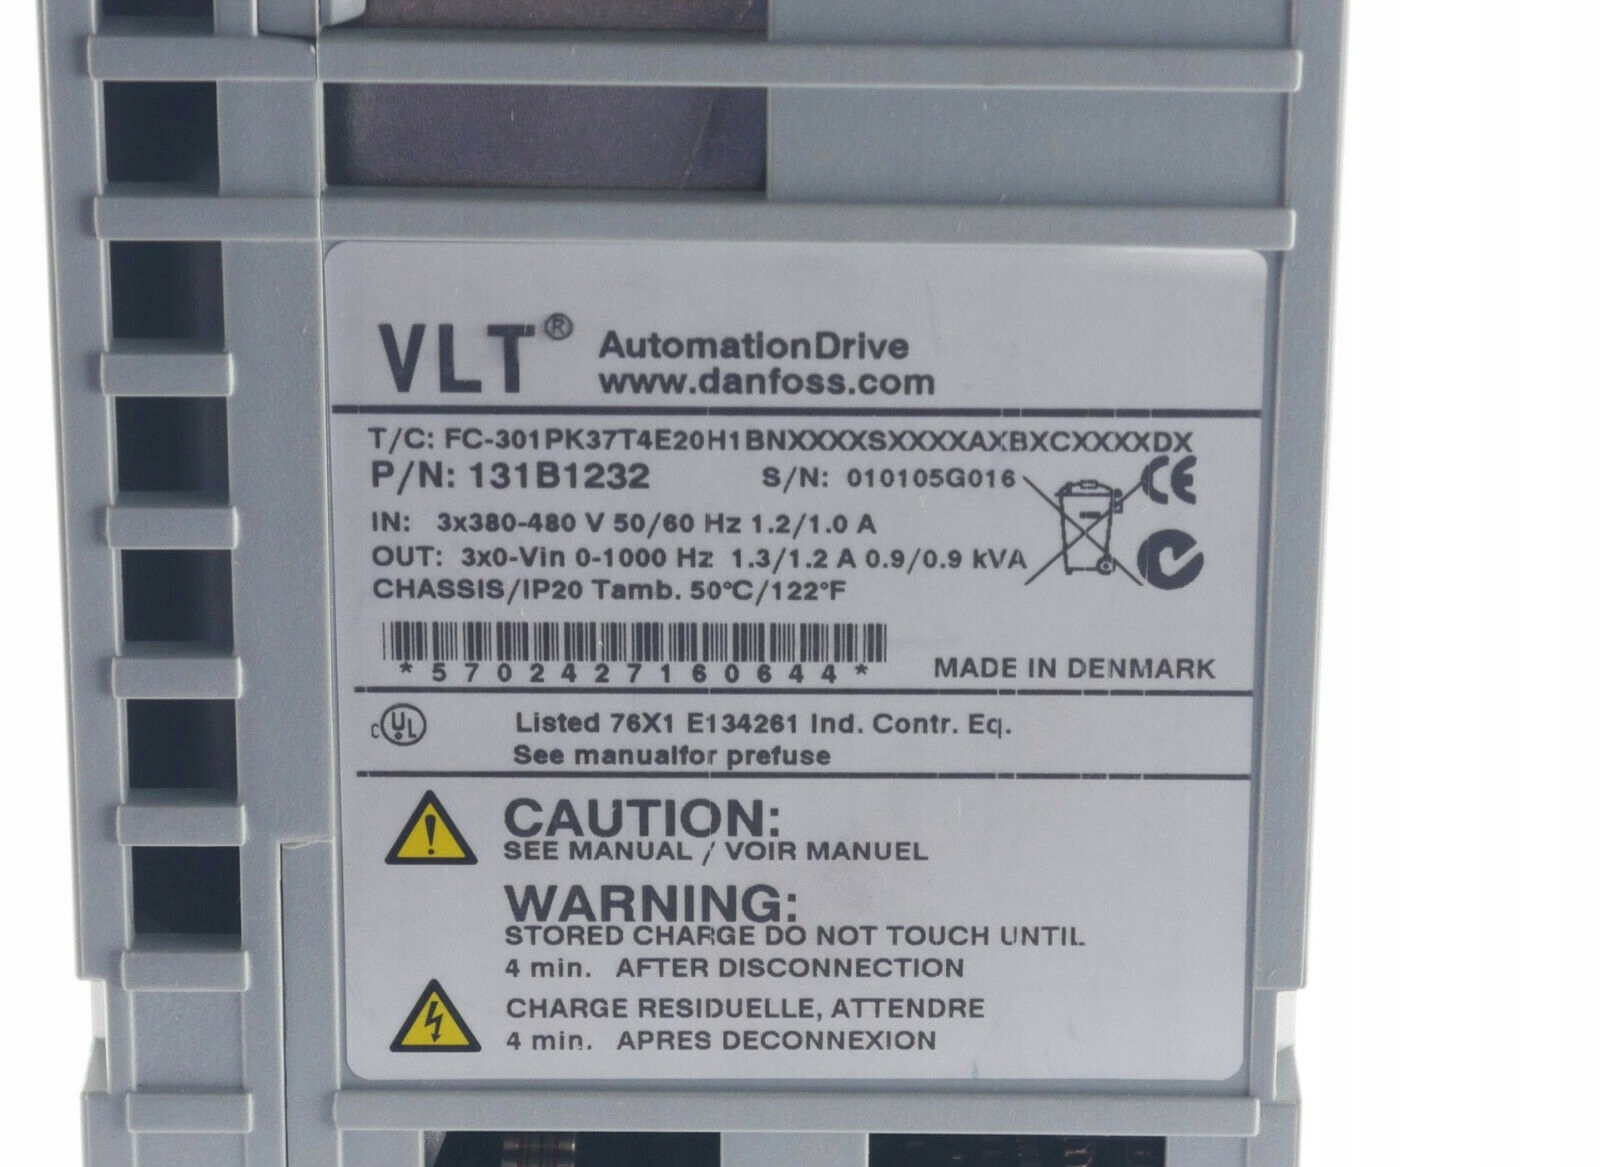 VLT® AutomationDrive
www.danfoss.com
T/C: FC-301PK37T4E20H1BNXXXXSXXXXAXBXCXXXXDX
P/N: 131B1232 S/N: 010105G016
CE
IN: 3x380-480 V 50/60 Hz 1.2/1.0 A
OUT: 3x0-Vin 0-1000 Hz 1.3/1.2 A 0.9/0.9 kVA
CHASSIS/IP20 Tamb. 50°C/122°F
*5702427160644*
MADE IN DENMARK
c UL Listed 76X1 E134261 Ind. Contr. Eq.
See manualfor prefuse
CAUTION:
SEE MANUAL / VOIR MANUEL
WARNING:
STORED CHARGE DO NOT TOUCH UNTIL
4 min. AFTER DISCONNECTION
CHARGE RESIDUELLE, ATTENDRE
4 min. APRES DECONNEXION